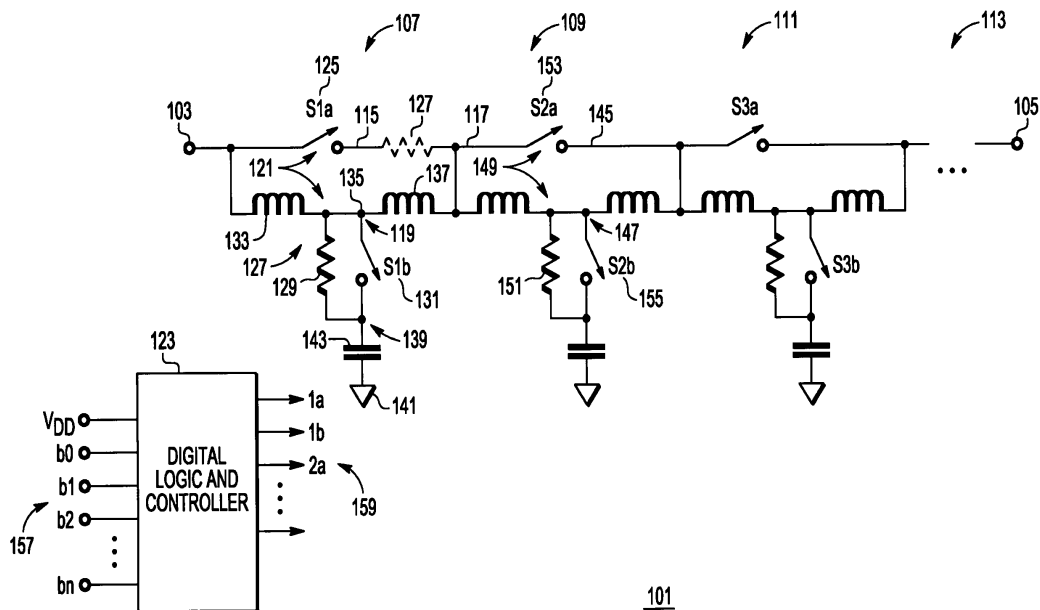 107
109
111
113
125
153
103
S1a
115
127
117
S2a
145
S3a
105
121
135
137
149
...
133
119
147
127
129
S1b
131
151
S2b
155
S3b
143
139
123
141
VDD
b0
b1
b2
bn
157
DIGITAL
LOGIC AND
CONTROLLER
1a
1b
2a
159
101